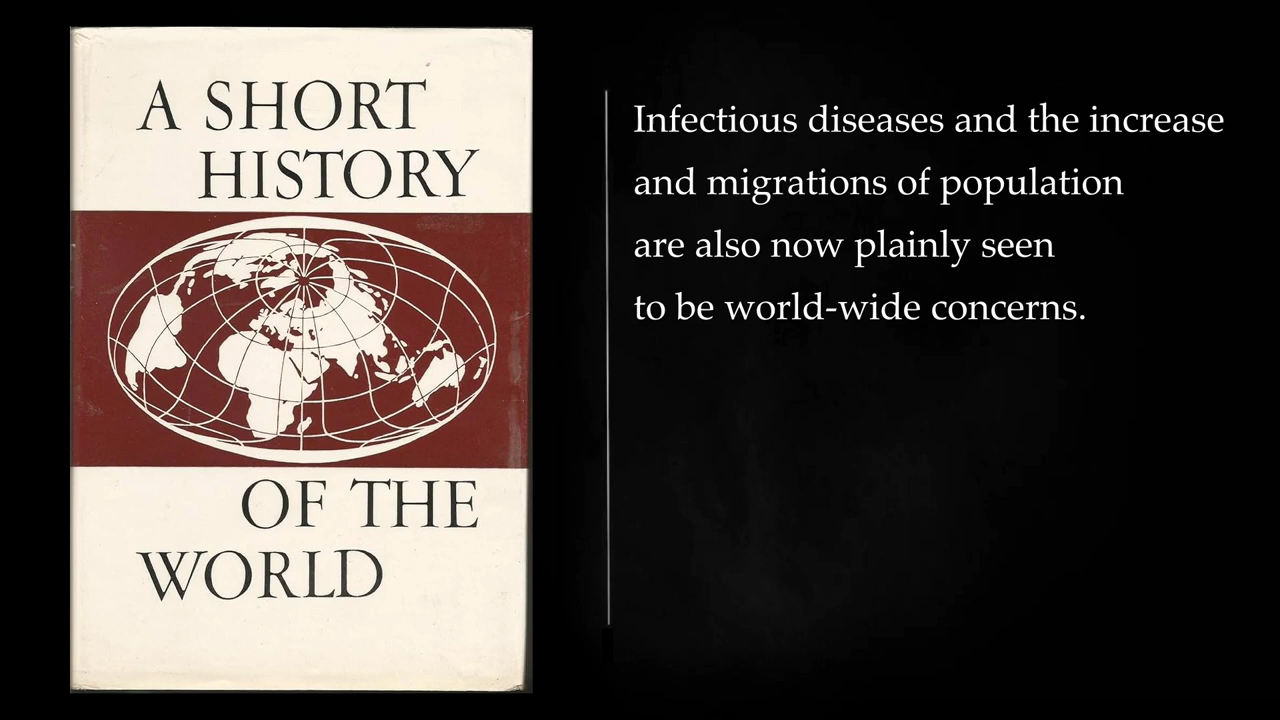 A SHORT
HISTORY
OF THE
WORLD
Infectious diseases and the increase
and migrations of population
are also now plainly seen
to be world-wide concerns.